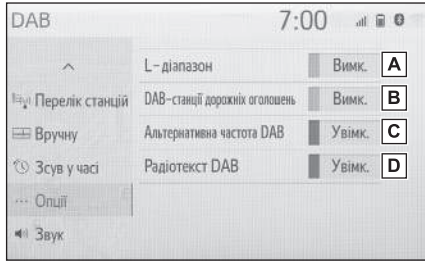 DAB 7:00
L-діапазон Вимк. A
Перелік станцій DAB-станції дорожніх оголошень Вимк. B
Вручну Альтернативна частота DAB Увімк. C
Зсув у часі Радіотекст DAB Увімк. D
··· Опції
Звук